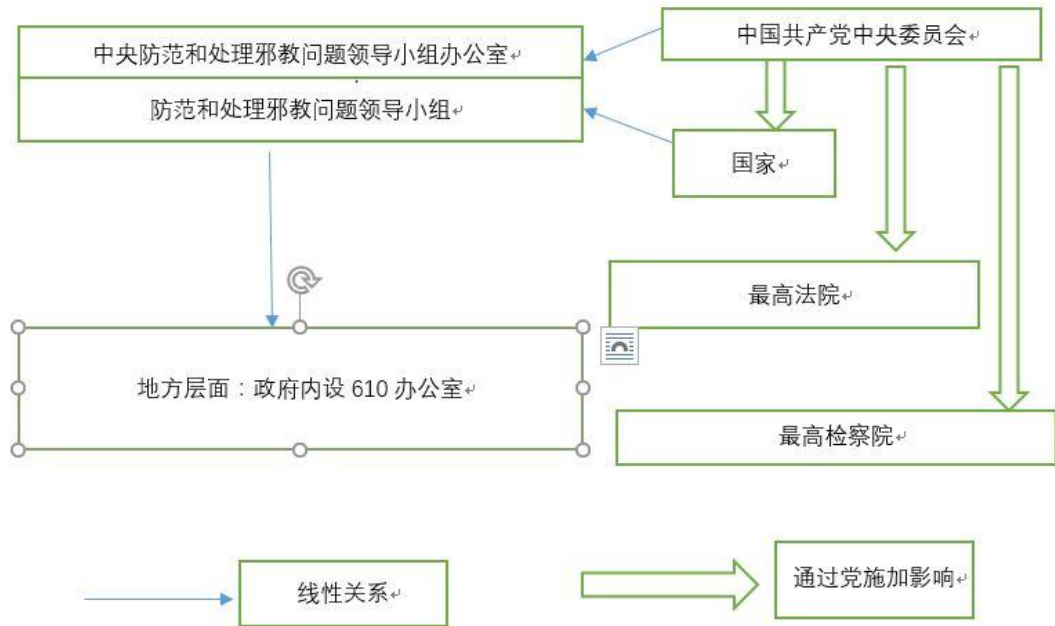 中央防范和处理邪教问题领导小组办公室
中国共产党中央委员会
防范和处理邪教问题领导小组
国家
最高法院
地方层面：政府内设 610 办公室
最高检察院
线性关系
通过党施加影响